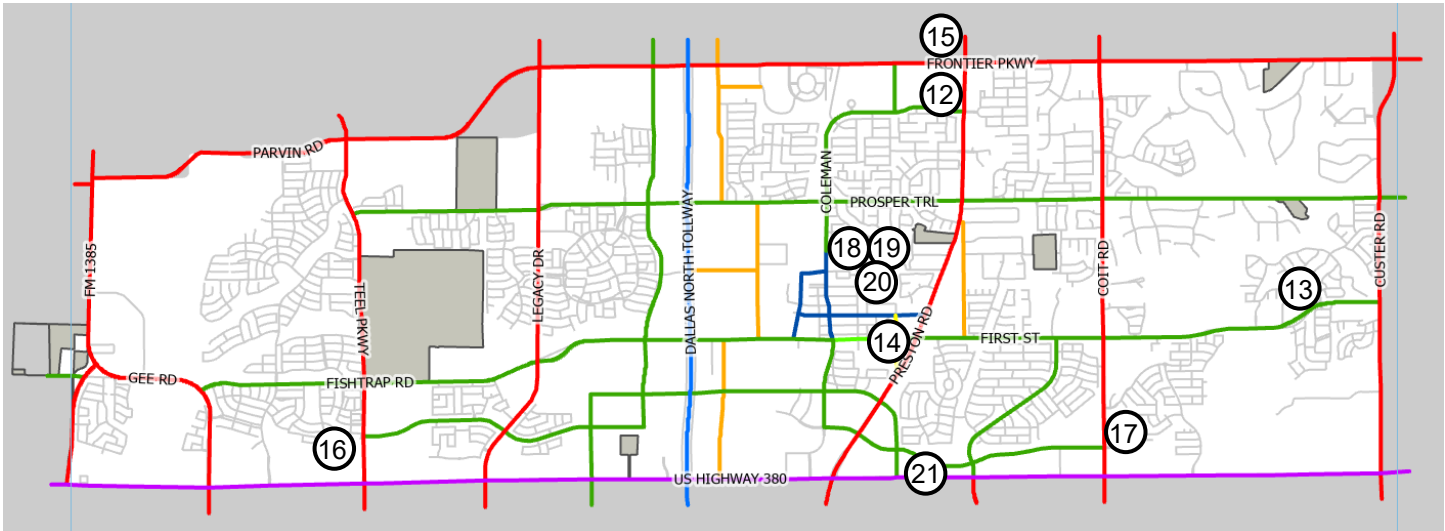 15
FRONTIER PKWY
12
PARVIN RD
COLEMAN
PROSPER TRL
DALLAS NORTH TOLLWAY
18
19
20
FM 1385
TEEL PKWY
LEGACY DR
COIT RD
CUSTER RD
13
14
PRESTON RD
FIRST ST
GEE RD
FISHTRAP RD
16
17
21
US HIGHWAY 380